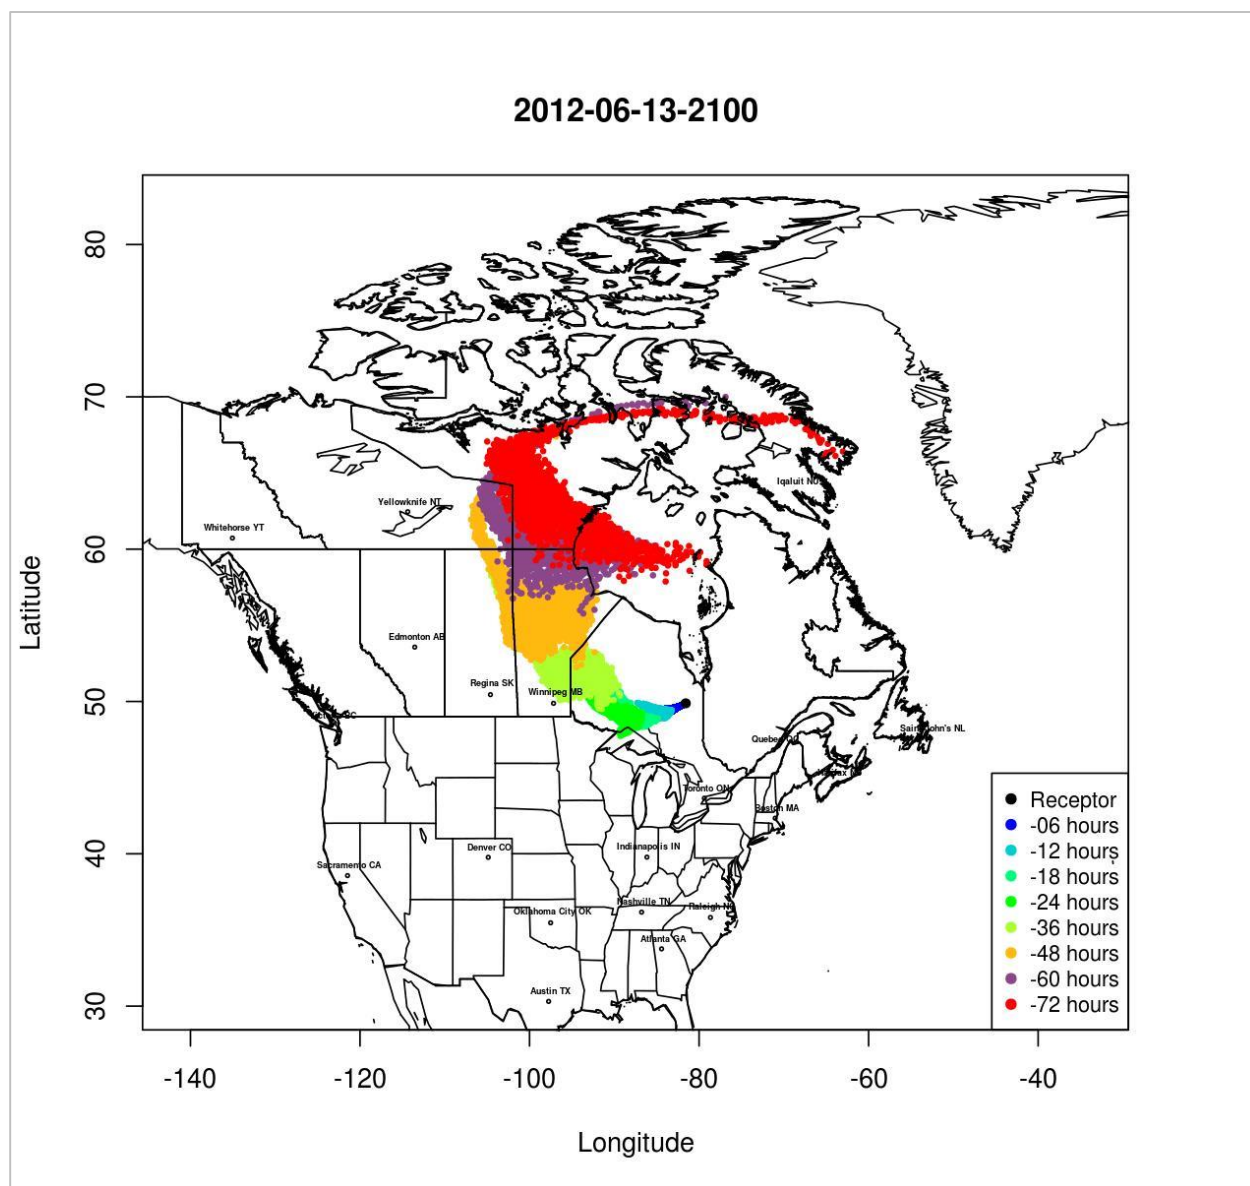 2012-06-13-2100
80
70
60
50
40
30
Latitude
Iqaluit NU
Yellowknife NT
Whitehorse YT
Edmonton AB
Regina SK
Winnipeg MB
Quebec QC
Toronto ON
Boston MA
Indianapolis IN
Denver CO
Sacramento CA
Nashville TN
Raleigh NC
Oklahoma City OK
Atlanta GA
Austin TX
Receptor
-06 hours
-12 hours
-18 hours
-24 hours
-36 hours
-48 hours
-60 hours
-72 hours
-140
-120
-100
-80
-60
-40
Longitude